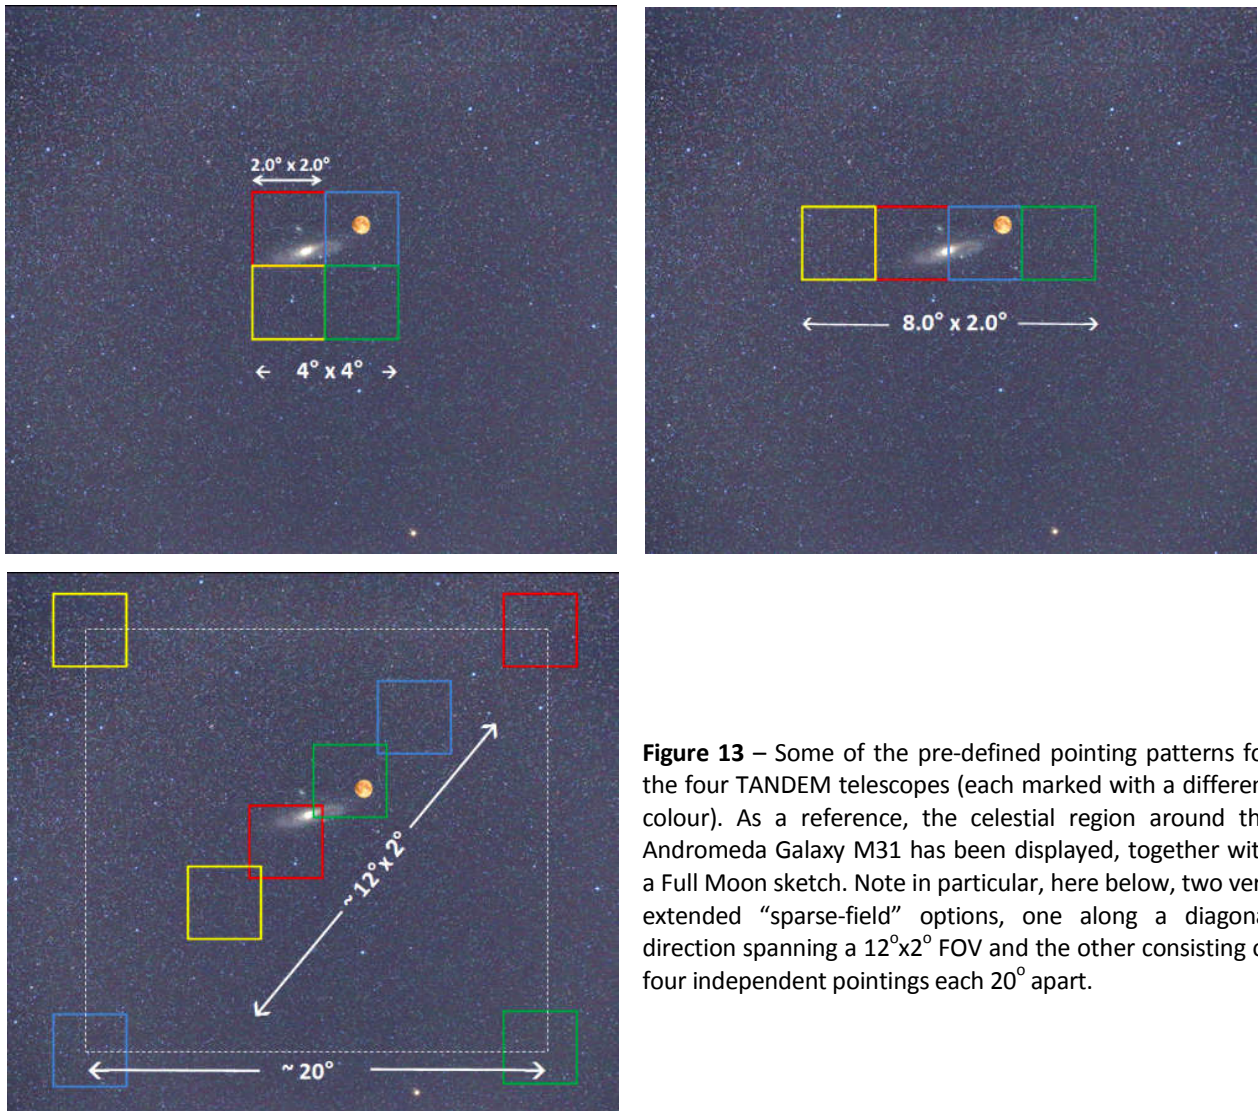 2.0° x 2.0°
4° x 4°
8.0° x 2.0°
~ 12°x 2°
~ 20°
Figure 13 – Some of the pre-defined pointing patterns fo
the four TANDEM telescopes (each marked with a differen
colour). As a reference, the celestial region around th
Andromeda Galaxy M31 has been displayed, together wit
a Full Moon sketch. Note in particular, here below, two ver
extended “sparse-field” options, one along a diagona
direction spanning a 12°x2° FOV and the other consisting o
four independent pointings each 20° apart.